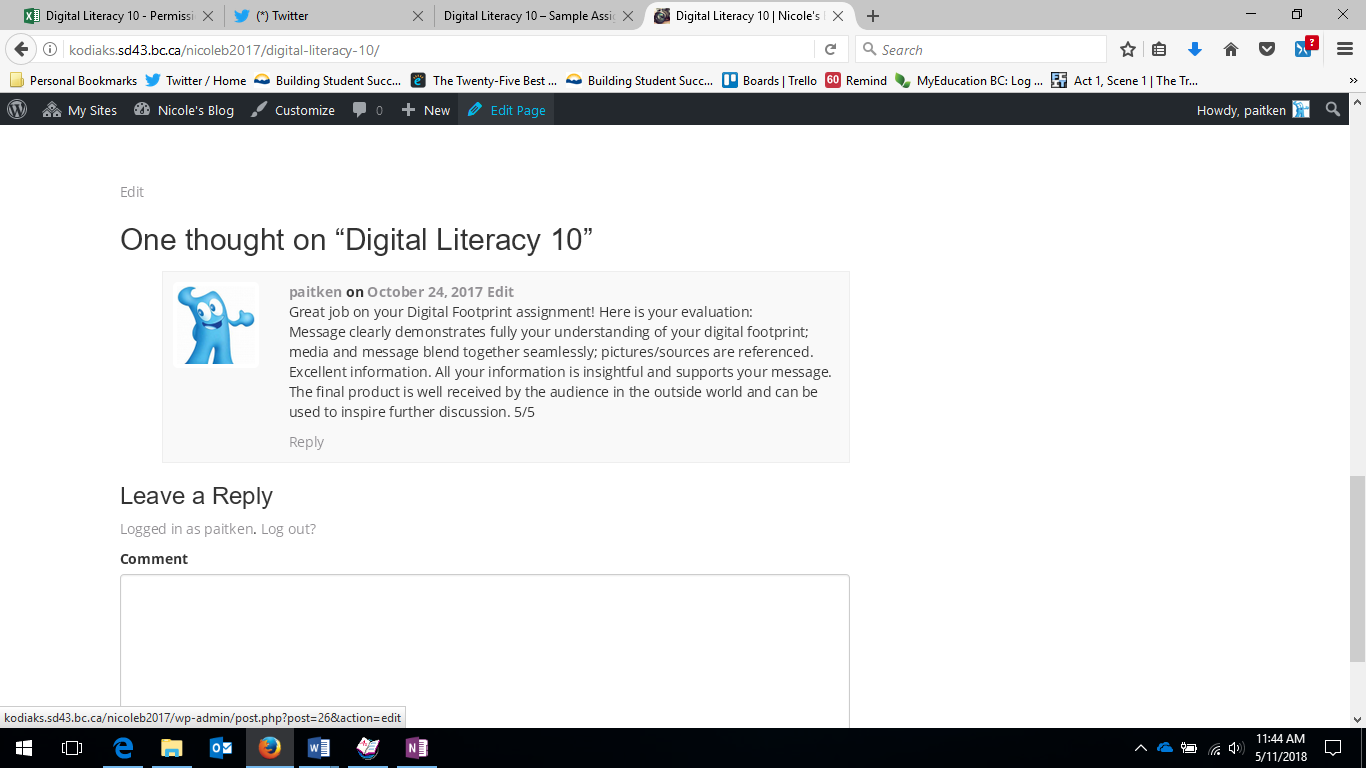 Digital Literacy 10 - Permissi
(*) Twitter
Digital Literacy 10 – Sample Assig
Digital Literacy 10 | Nicole's
kodiaks.sd43.bc.ca/nicoleb2017/digital-literacy-10/
Search
?
Personal Bookmarks
Twitter / Home
Building Student Succ...
The Twenty-Five Best ...
Building Student Succ...
Boards | Trello
60 Remind
MyEducation BC: Log ...
Act 1, Scene 1 | The Tr...
My Sites
Nicole's Blog
Customize
0
New
Edit Page
Howdy, paitken
Edit
One thought on “Digital Literacy 10”
paitken on October 24, 2017 Edit
Great job on your Digital Footprint assignment! Here is your evaluation:
Message clearly demonstrates fully your understanding of your digital footprint;
media and message blend together seamlessly; pictures/sources are referenced.
Excellent information. All your information is insightful and supports your message.
The final product is well received by the audience in the outside world and can be
used to inspire further discussion. 5/5
Reply
Leave a Reply
Logged in as paitken. Log out?
Comment
kodiaks.sd43.bc.ca/nicoleb2017/wp-admin/post.php?post=26&action=edit
11:44 AM
5/11/2018